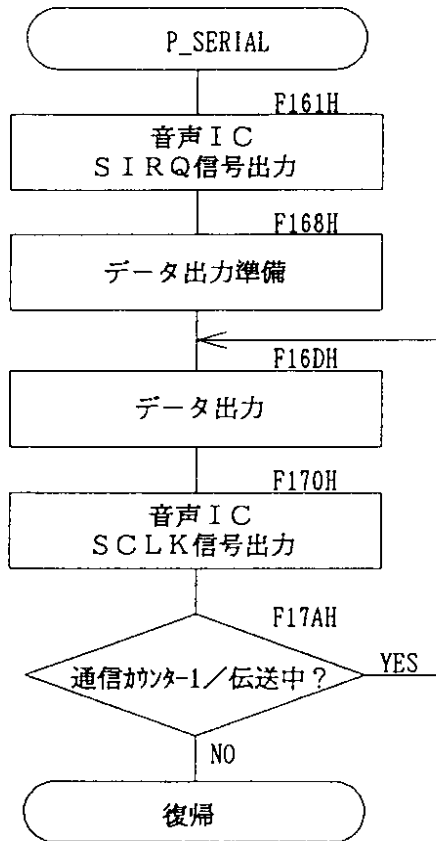 P_SERIAL
F161H
音声IC
SIRQ信号出力
F168H
データ出力準備
F16DH
データ出力
F170H
音声IC
SCLK信号出力
F17AH
通信カウンター1／伝送中？
YES
NO
復帰